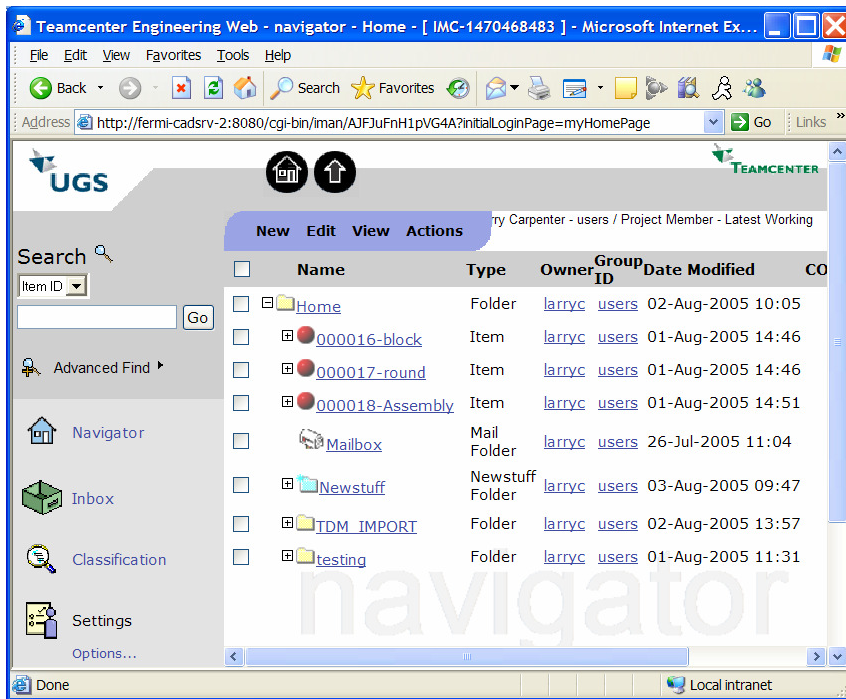 Teamcenter Engineering Web - navigator - Home - [ IMC-1470468483 ] - Microsoft Internet Ex...
File Edit View Favorites Tools Help
Back Search Favorites
Address http://fermi-cadsrv-2:8080/cgi-bin/iman/AJFJuFnH1pVG4A?initialLoginPage=myHomePage Go Links »
UGS
TEAMCENTER
rry Carpenter - users / Project Member - Latest Working
New Edit View Actions
Search
Item ID
Go
Advanced Find
Navigator
Inbox
Classification
Settings
Options...
Name Type Owner Group ID Date Modified CO
Home Folder larryc users 02-Aug-2005 10:05
000016-block Item larryc users 01-Aug-2005 14:46
000017-round Item larryc users 01-Aug-2005 14:46
000018-Assembly Item larryc users 01-Aug-2005 14:51
Mailbox Mail Folder larryc users 26-Jul-2005 11:04
Newstuff Newstuff Folder larryc users 03-Aug-2005 09:47
TDM_IMPORT Folder larryc users 02-Aug-2005 13:57
testing Folder larryc users 01-Aug-2005 11:31
navigator
Done Local intranet